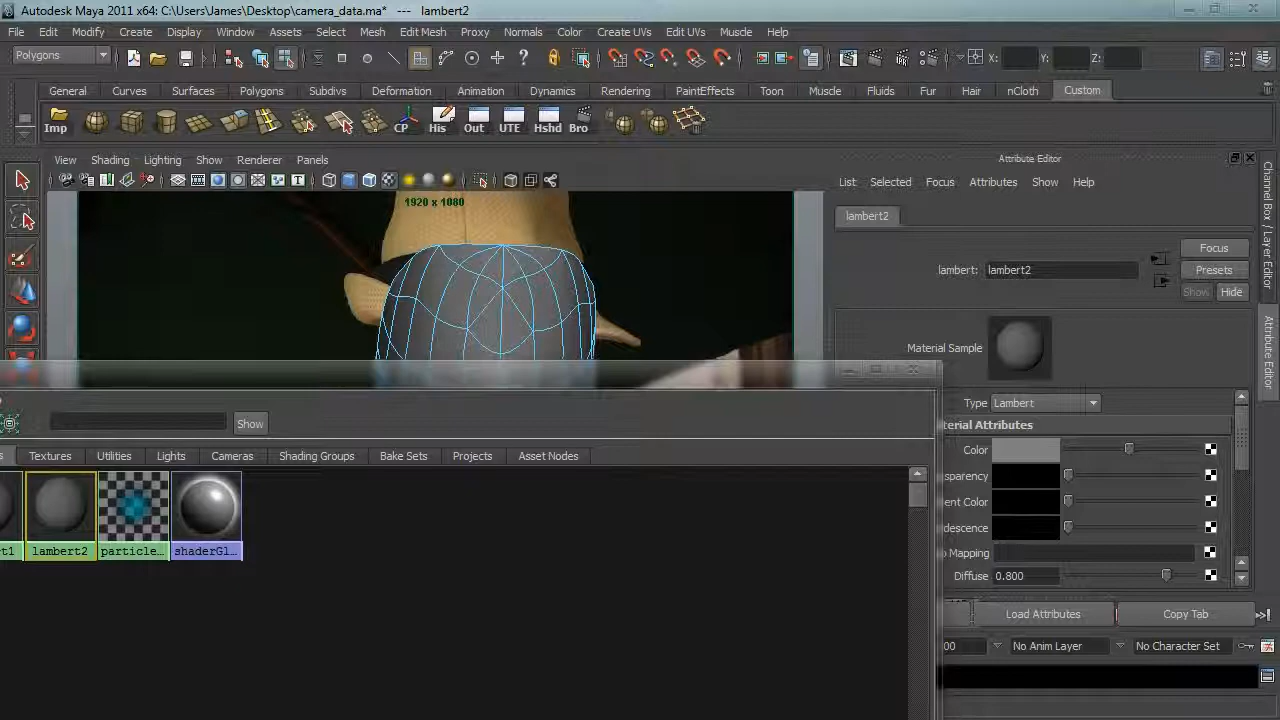 Autodesk Maya 2011 x64: C:\Users\James\Desktop\camera_data.ma* --- lambert2
File Edit Modify Create Display Window Assets Select Mesh Edit Mesh Proxy Normals Color Create UVs Edit UVs Muscle Help
Polygons X: Y: Z:
General Curves Surfaces Polygons Subdivs Deformation Animation Dynamics Rendering PaintEffects Toon Muscle Fluids Fur Hair nCloth Custom
Imp CP His Out UTE Hshd Bro
View Shading Lighting Show Renderer Panels
Attribute Editor
List Selected Focus Attributes Show Help
1920 x 1080
lambert2
Focus
lambert: lambert2
Presets
Show Hide
Material Sample
Type Lambert
terial Attributes
Color
sparency
ent Color
descence
Mapping
Diffuse 0.800
Show
s Textures Utilities Lights Cameras Shading Groups Bake Sets Projects Asset Nodes
rt1 lambert2 particle... shaderGl...
Load Attributes Copy Tab
00 No Anim Layer No Character Set
Channel Box / Layer Editor
Attribute Editor